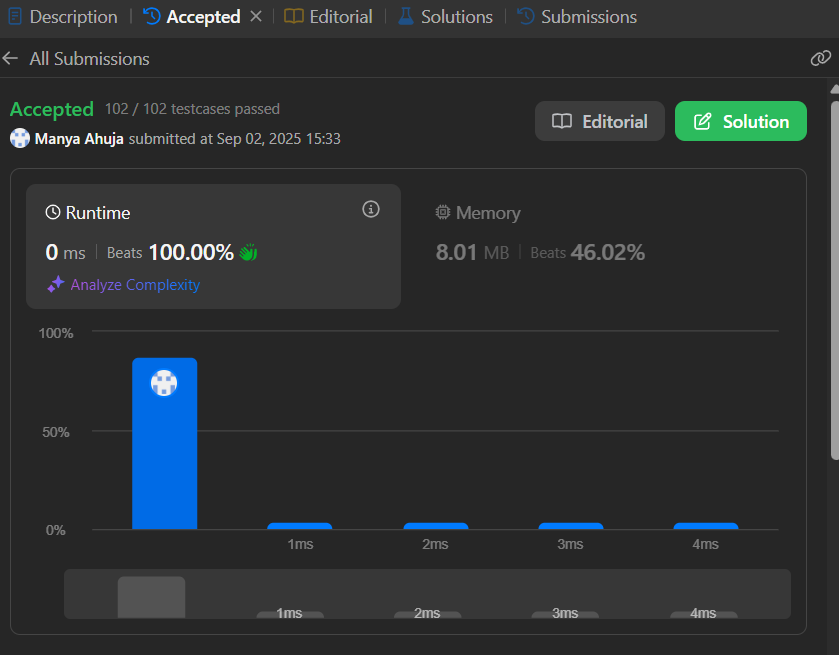 Description Accepted Editorial Solutions Submissions
All Submissions
Accepted 102 / 102 testcases passed
Manya Ahuja submitted at Sep 02, 2025 15:33
Editorial
Solution
Runtime
0 ms Beats 100.00%
Analyze Complexity
Memory
8.01 MB Beats 46.02%
100%
50%
0%
1ms 2ms 3ms 4ms
1ms 2ms 3ms 4ms